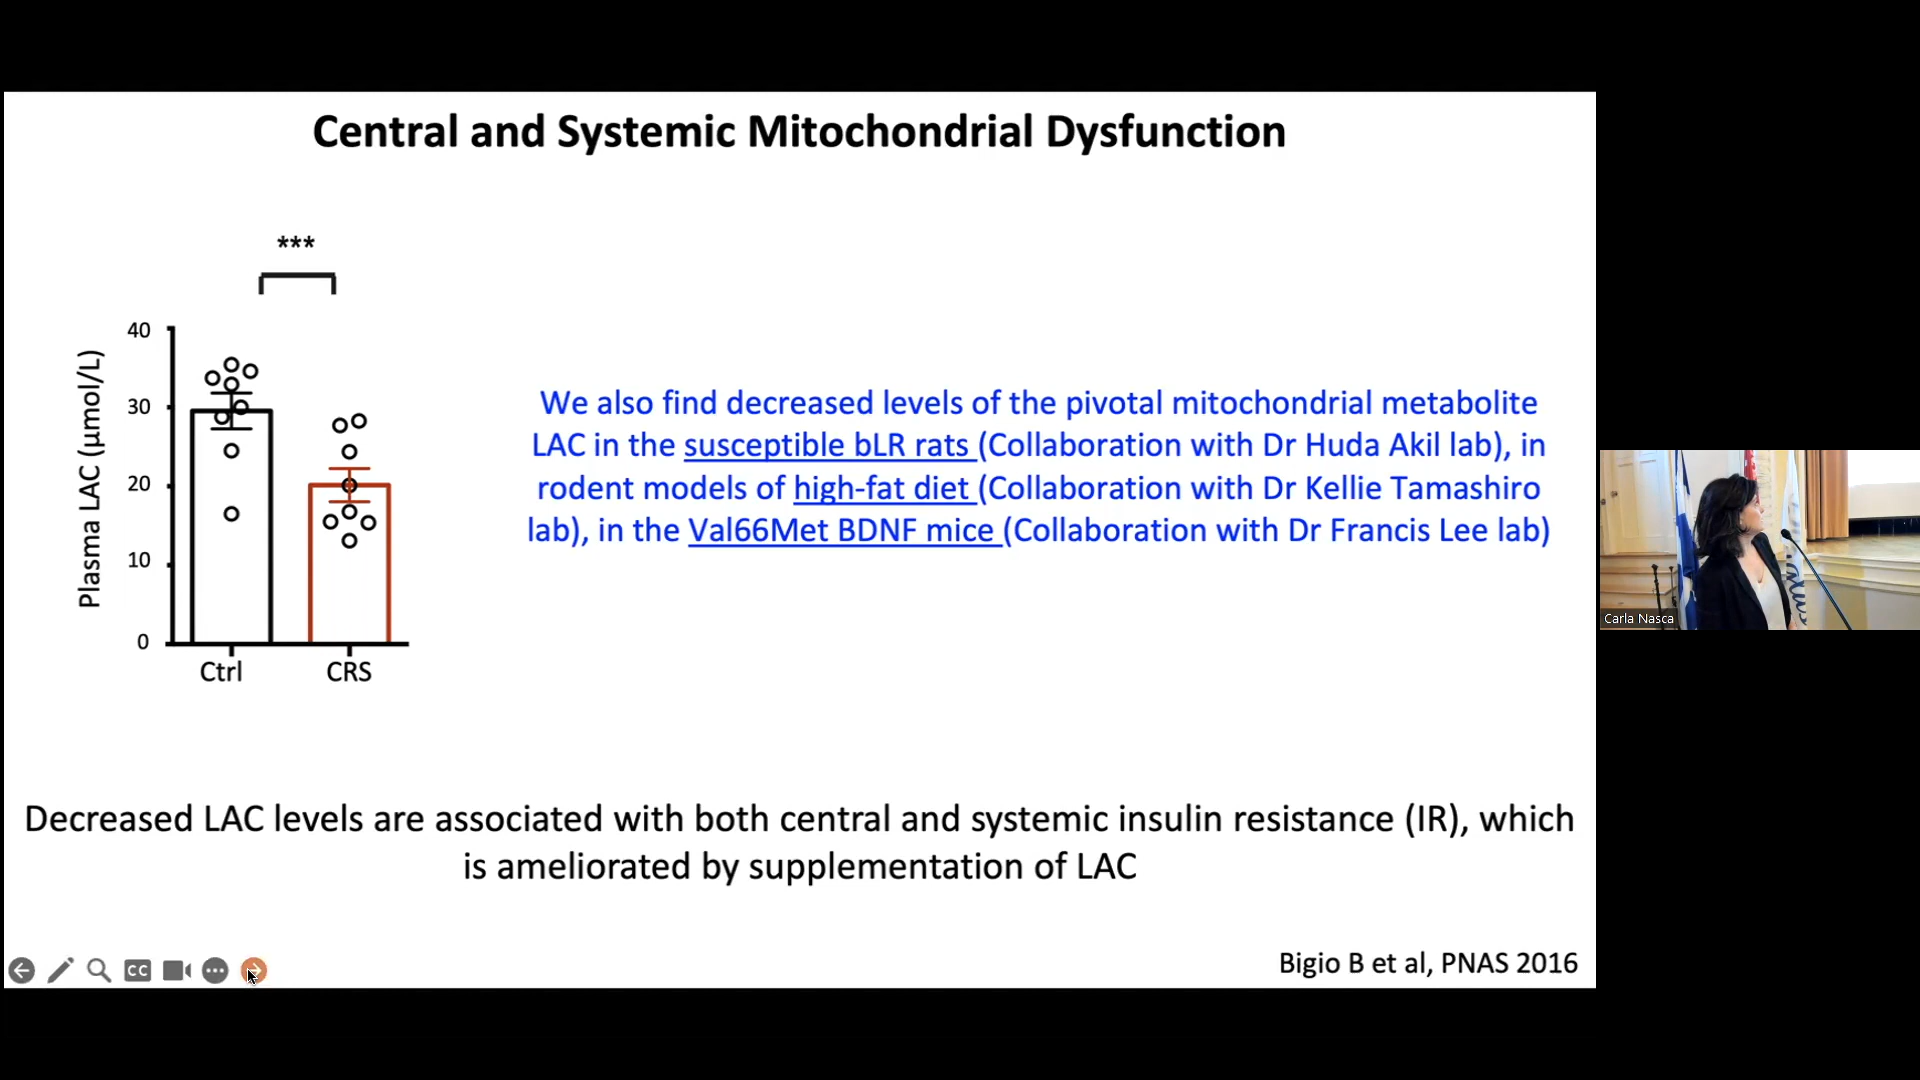 Central and Systemic Mitochondrial Dysfunction
***
40
30
20
10
0
Plasma LAC (µmol/L)
Ctrl
CRS
We also find decreased levels of the pivotal mitochondrial metabolite
LAC in the susceptible bLR rats (Collaboration with Dr Huda Akil lab), in
rodent models of high-fat diet (Collaboration with Dr Kellie Tamashiro
lab), in the Val66Met BDNF mice (Collaboration with Dr Francis Lee lab)
Decreased LAC levels are associated with both central and systemic insulin resistance (IR), which
is ameliorated by supplementation of LAC
Bigio B et al, PNAS 2016
CC
Carla Nasca